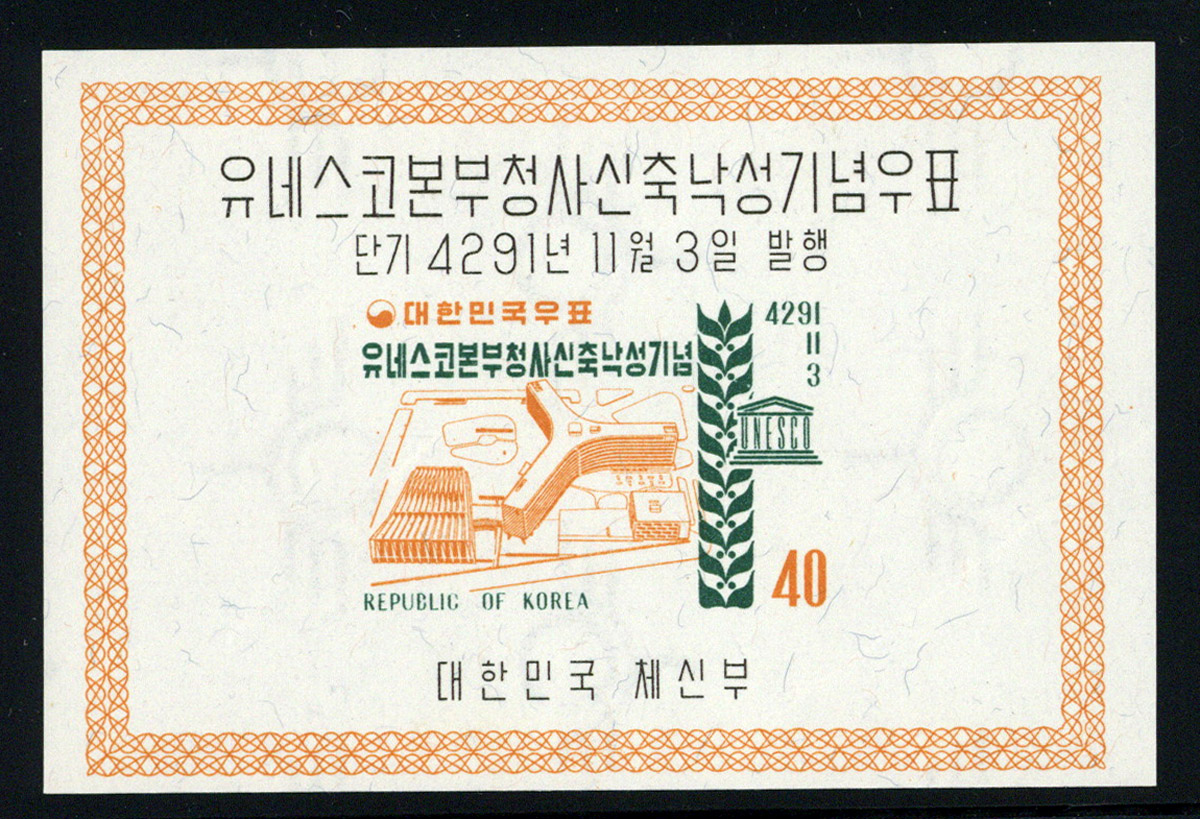 유네스코본부청사신축낙성기념우표
단기 4291년 11월 3일 발행
대한민국우표
유네스코본부청사신축낙성기념
4291
11
3
UNESCO
40
REPUBLIC OF KOREA
대한민국 체신부